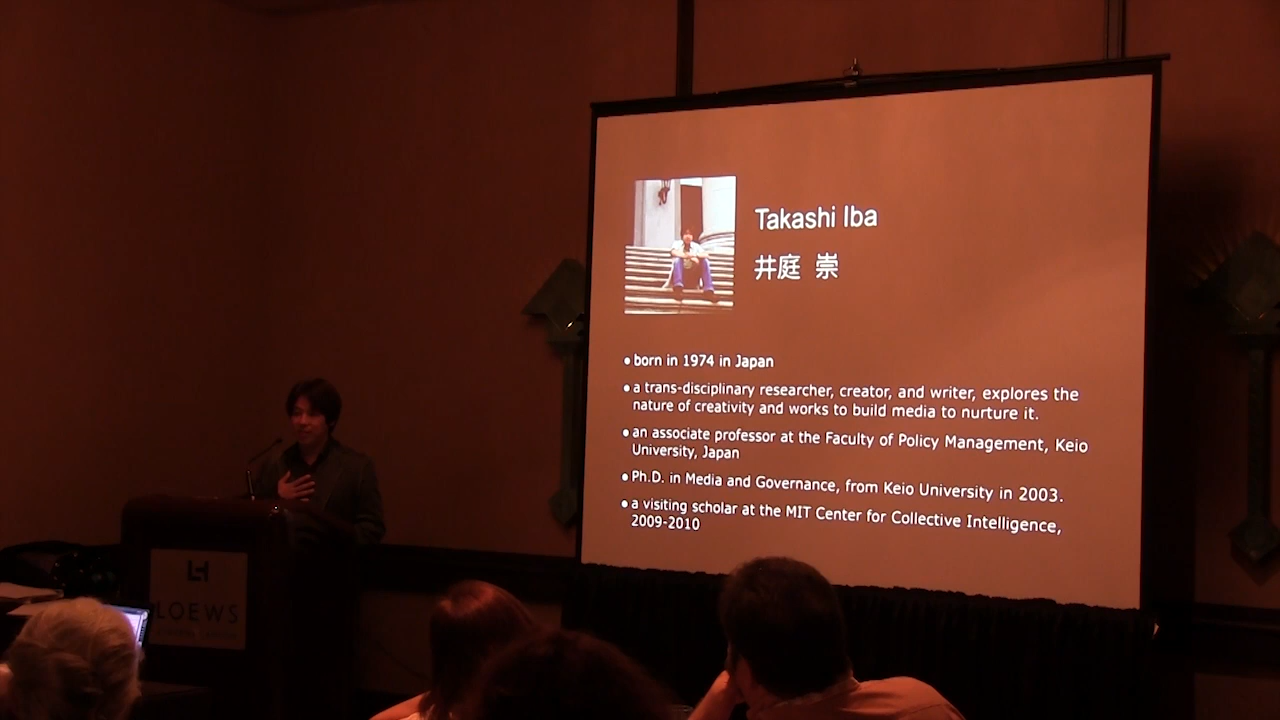 Takashi Iba
井庭 崇
• born in 1974 in Japan
• a trans-disciplinary researcher, creator, and writer, explores the
nature of creativity and works to build media to nurture it.
• an associate professor at the Faculty of Policy Management, Keio
University, Japan
• Ph.D. in Media and Governance, from Keio University in 2003.
• a visiting scholar at the MIT Center for Collective Intelligence,
2009-2010
LOEWS